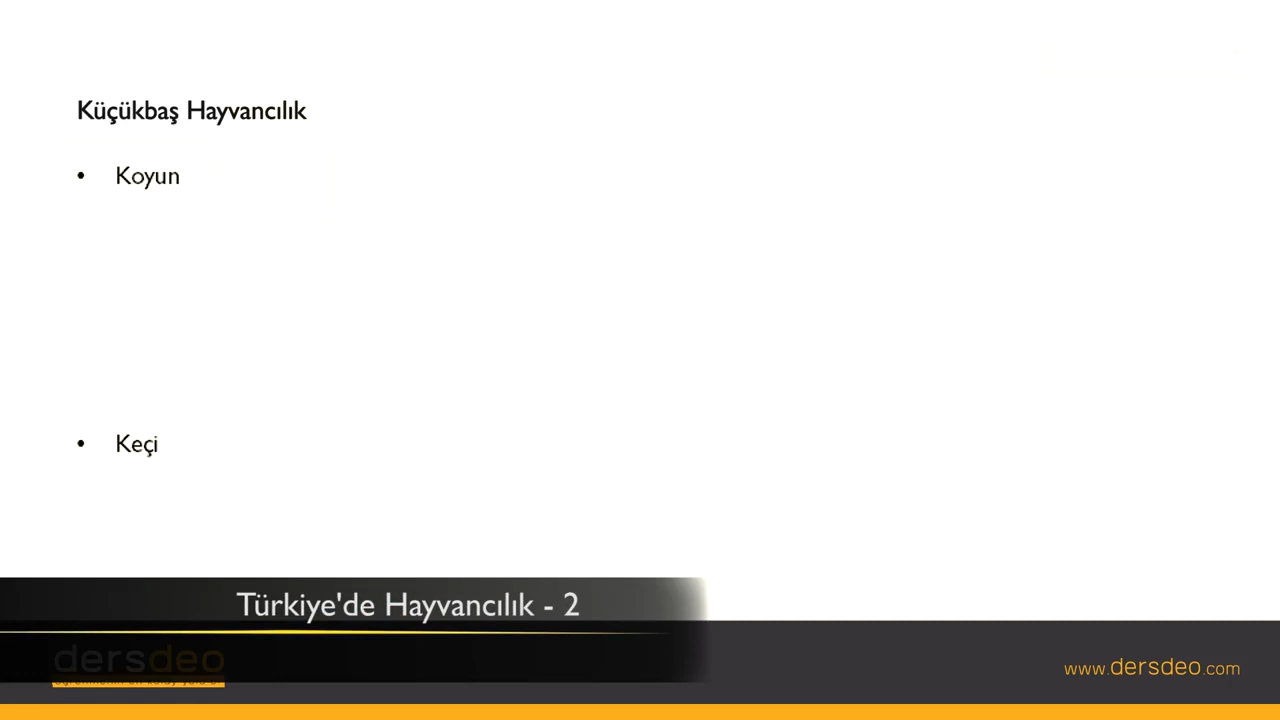 Küçükbaş Hayvancılık
• Koyun
• Keçi
Türkiye'de Hayvancılık - 2
dersdeo
www.dersdeo.com